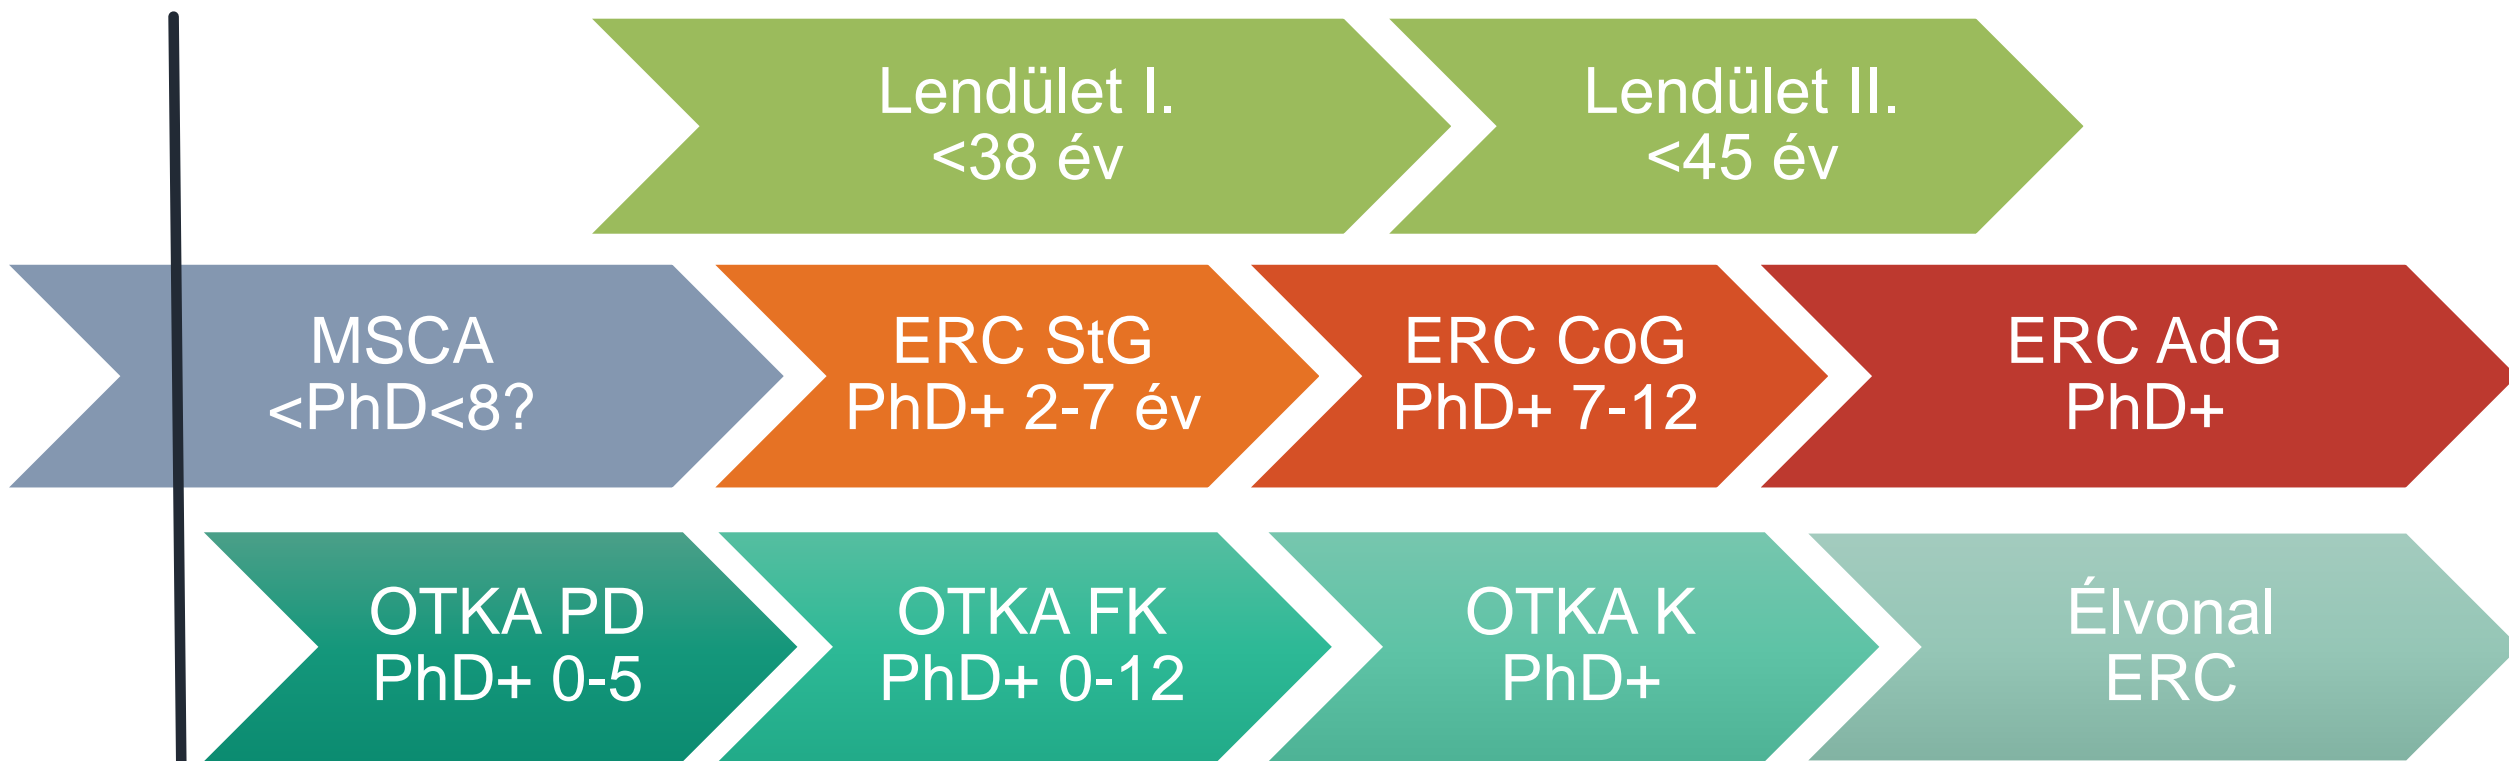 Lendület I.
<38 év
Lendület II.
<45 év
MSCA
<PhD<8?
ERC StG
PhD+ 2-7 év
ERC CoG
PhD+ 7-12
ERC AdG
PhD+
OTKA PD
PhD+ 0-5
OTKA FK
PhD+ 0-12
OTKA K
PhD+
Élvonal
ERC